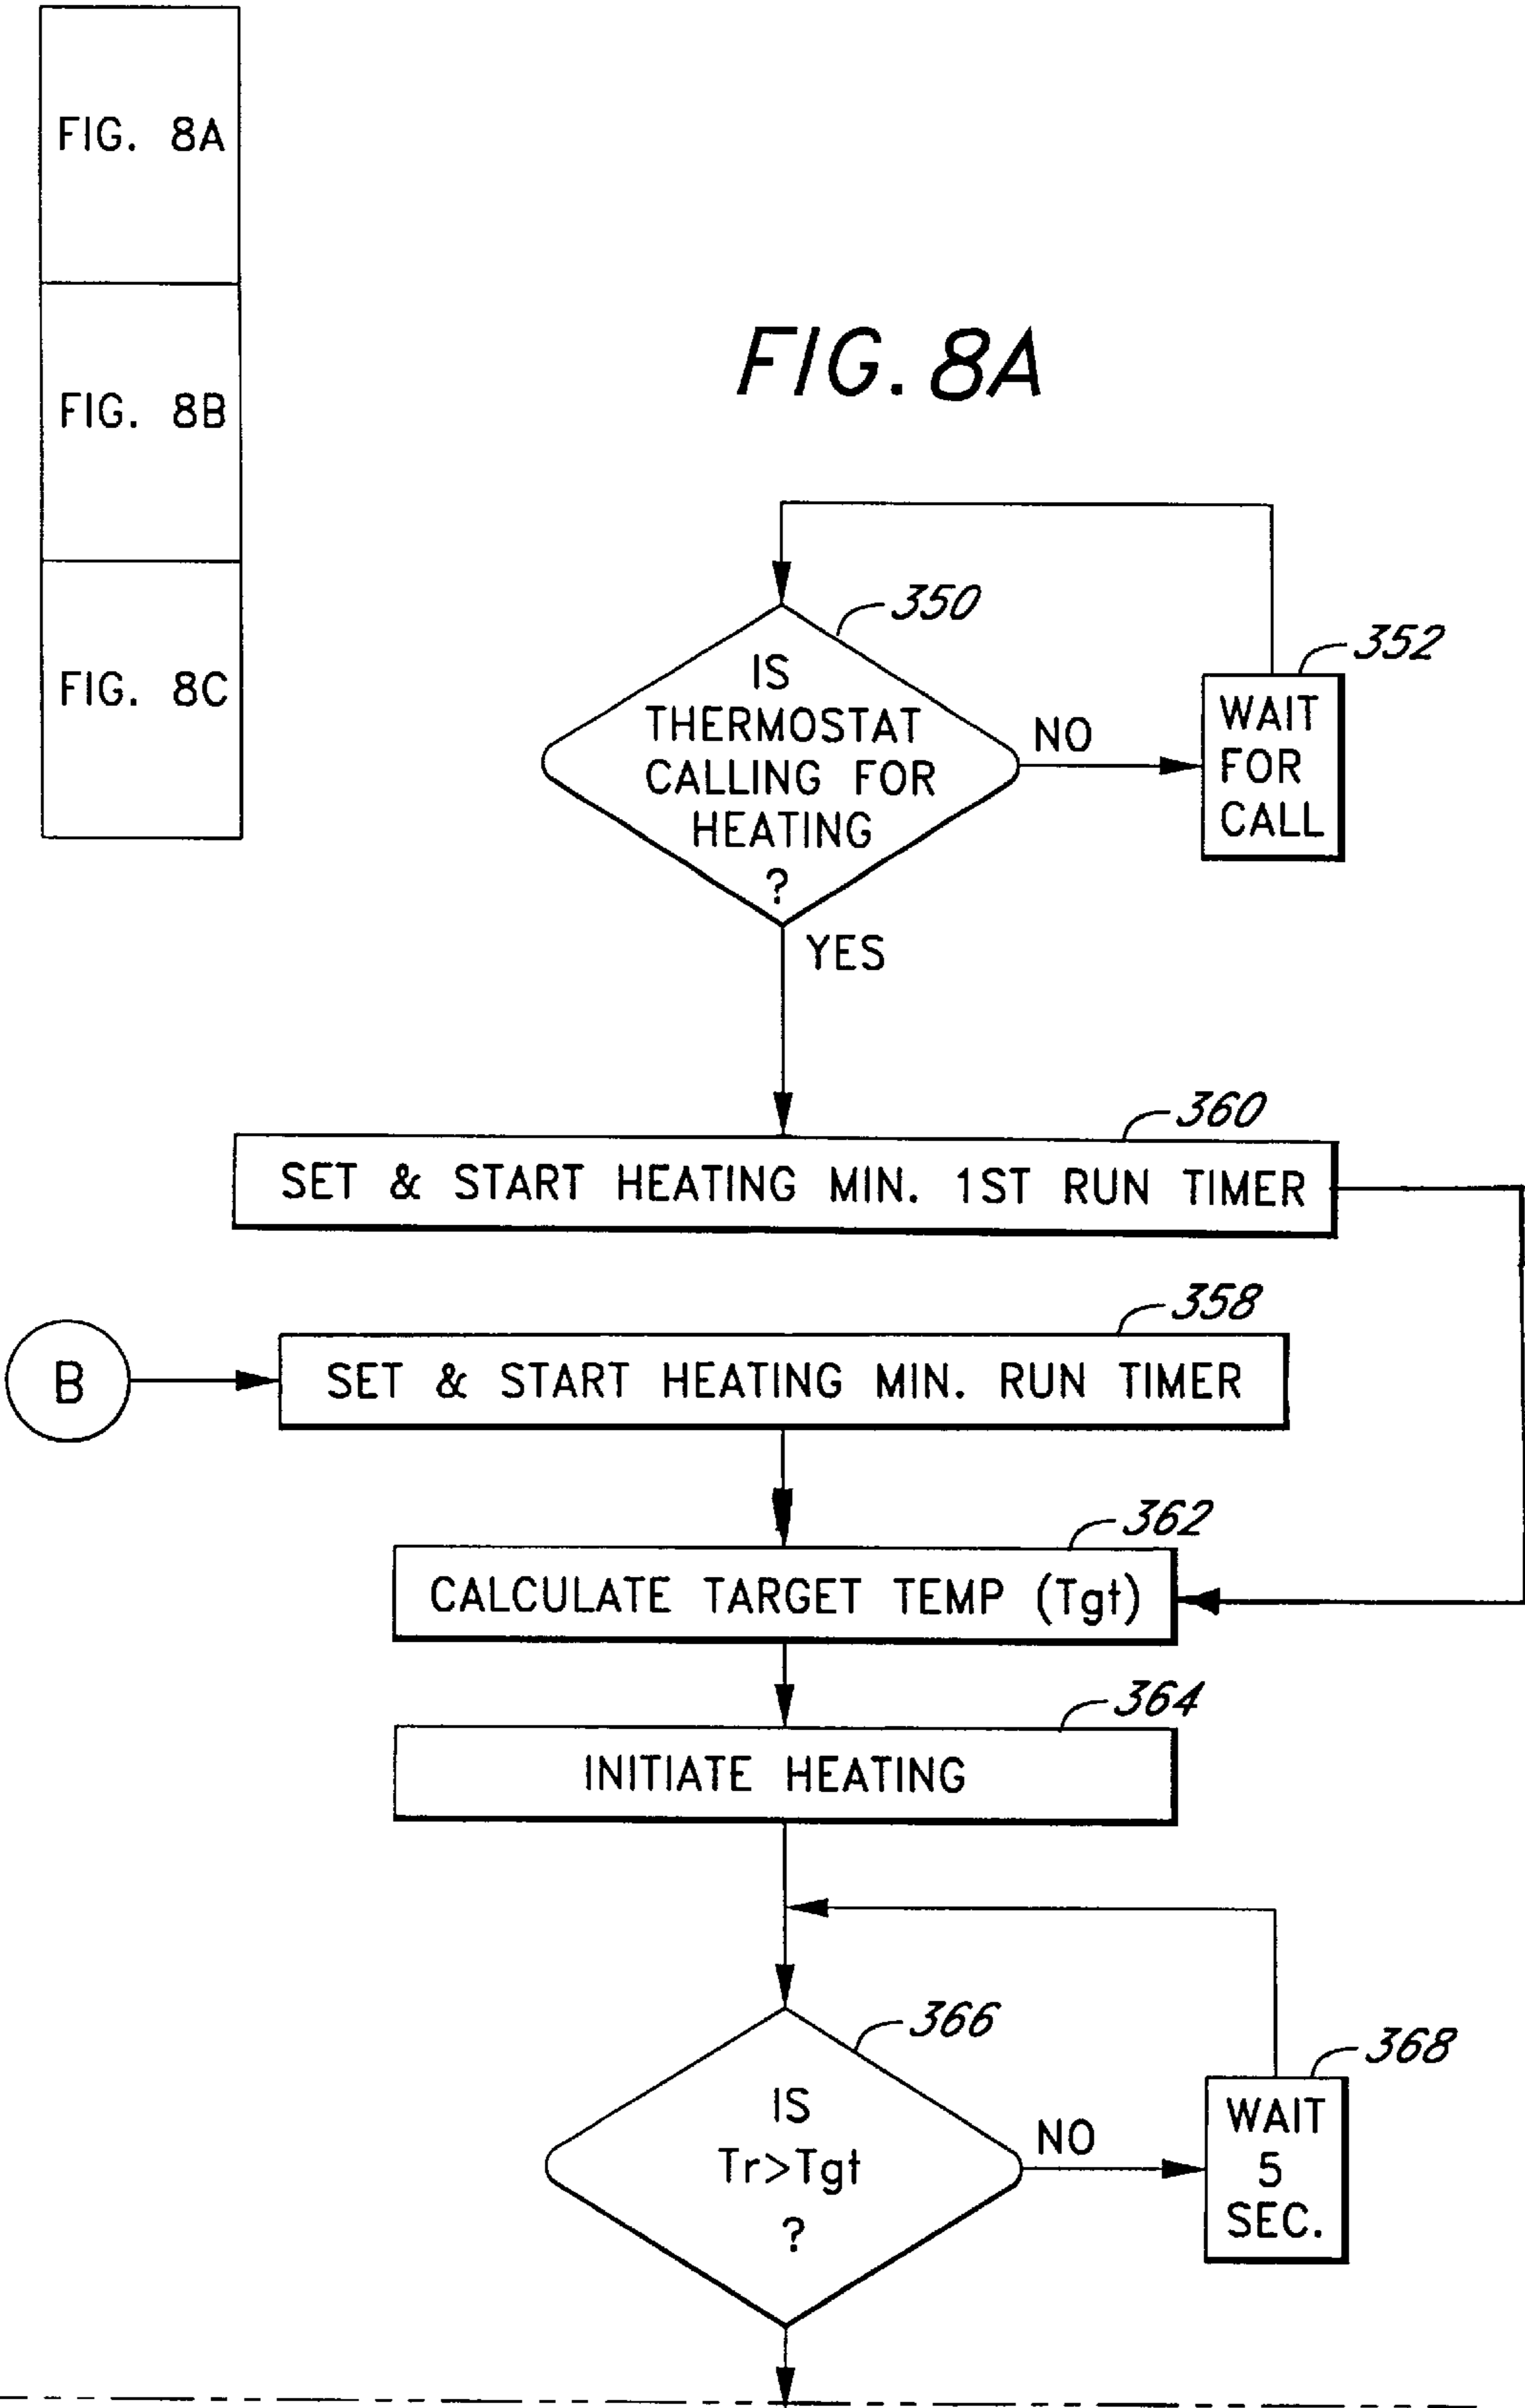 FIG. 8A
FIG. 8B
FIG. 8C
FIG. 8A
350
IS
THERMOSTAT
CALLING FOR
HEATING
?
NO
352
WAIT
FOR
CALL
YES
360
SET & START HEATING MIN. 1ST RUN TIMER
358
B
SET & START HEATING MIN. RUN TIMER
362
CALCULATE TARGET TEMP (Tgt)
364
INITIATE HEATING
366
IS
Tr>Tgt
?
NO
368
WAIT
5
SEC.